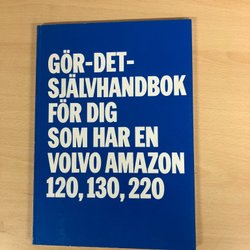 GÖR-DET-
SJÄLVHANDBOK
FÖR DIG
SOM HAR EN
VOLVO AMAZON
120, 130, 220